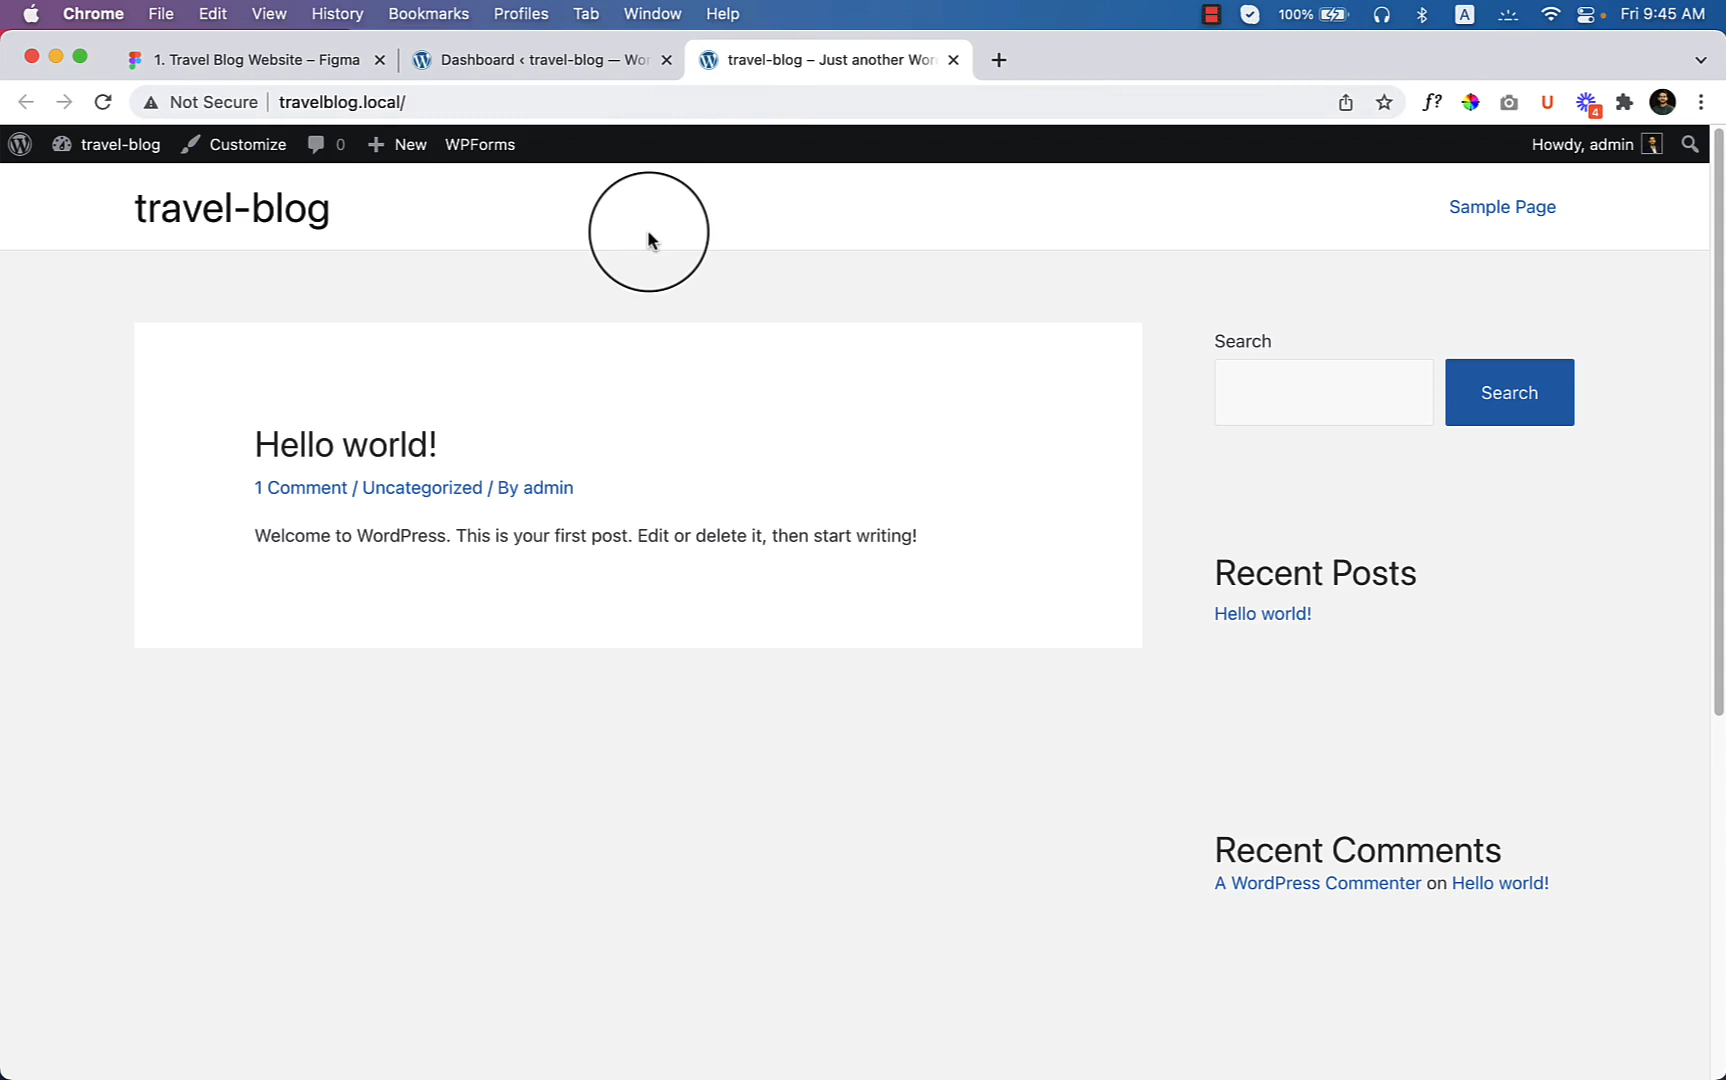 Chrome File Edit View History Bookmarks Profiles Tab Window Help 100% A Fri 9:45 AM
1. Travel Blog Website – Figma Dashboard ‹ travel-blog — Wor travel-blog – Just another Wor
Not Secure travelblog.local/ f? U 4
travel-blog Customize 0 New WPForms Howdy, admin
travel-blog
Sample Page
Search
Search
Hello world!
1 Comment / Uncategorized / By admin
Welcome to WordPress. This is your first post. Edit or delete it, then start writing!
Recent Posts
Hello world!
Recent Comments
A WordPress Commenter on Hello world!